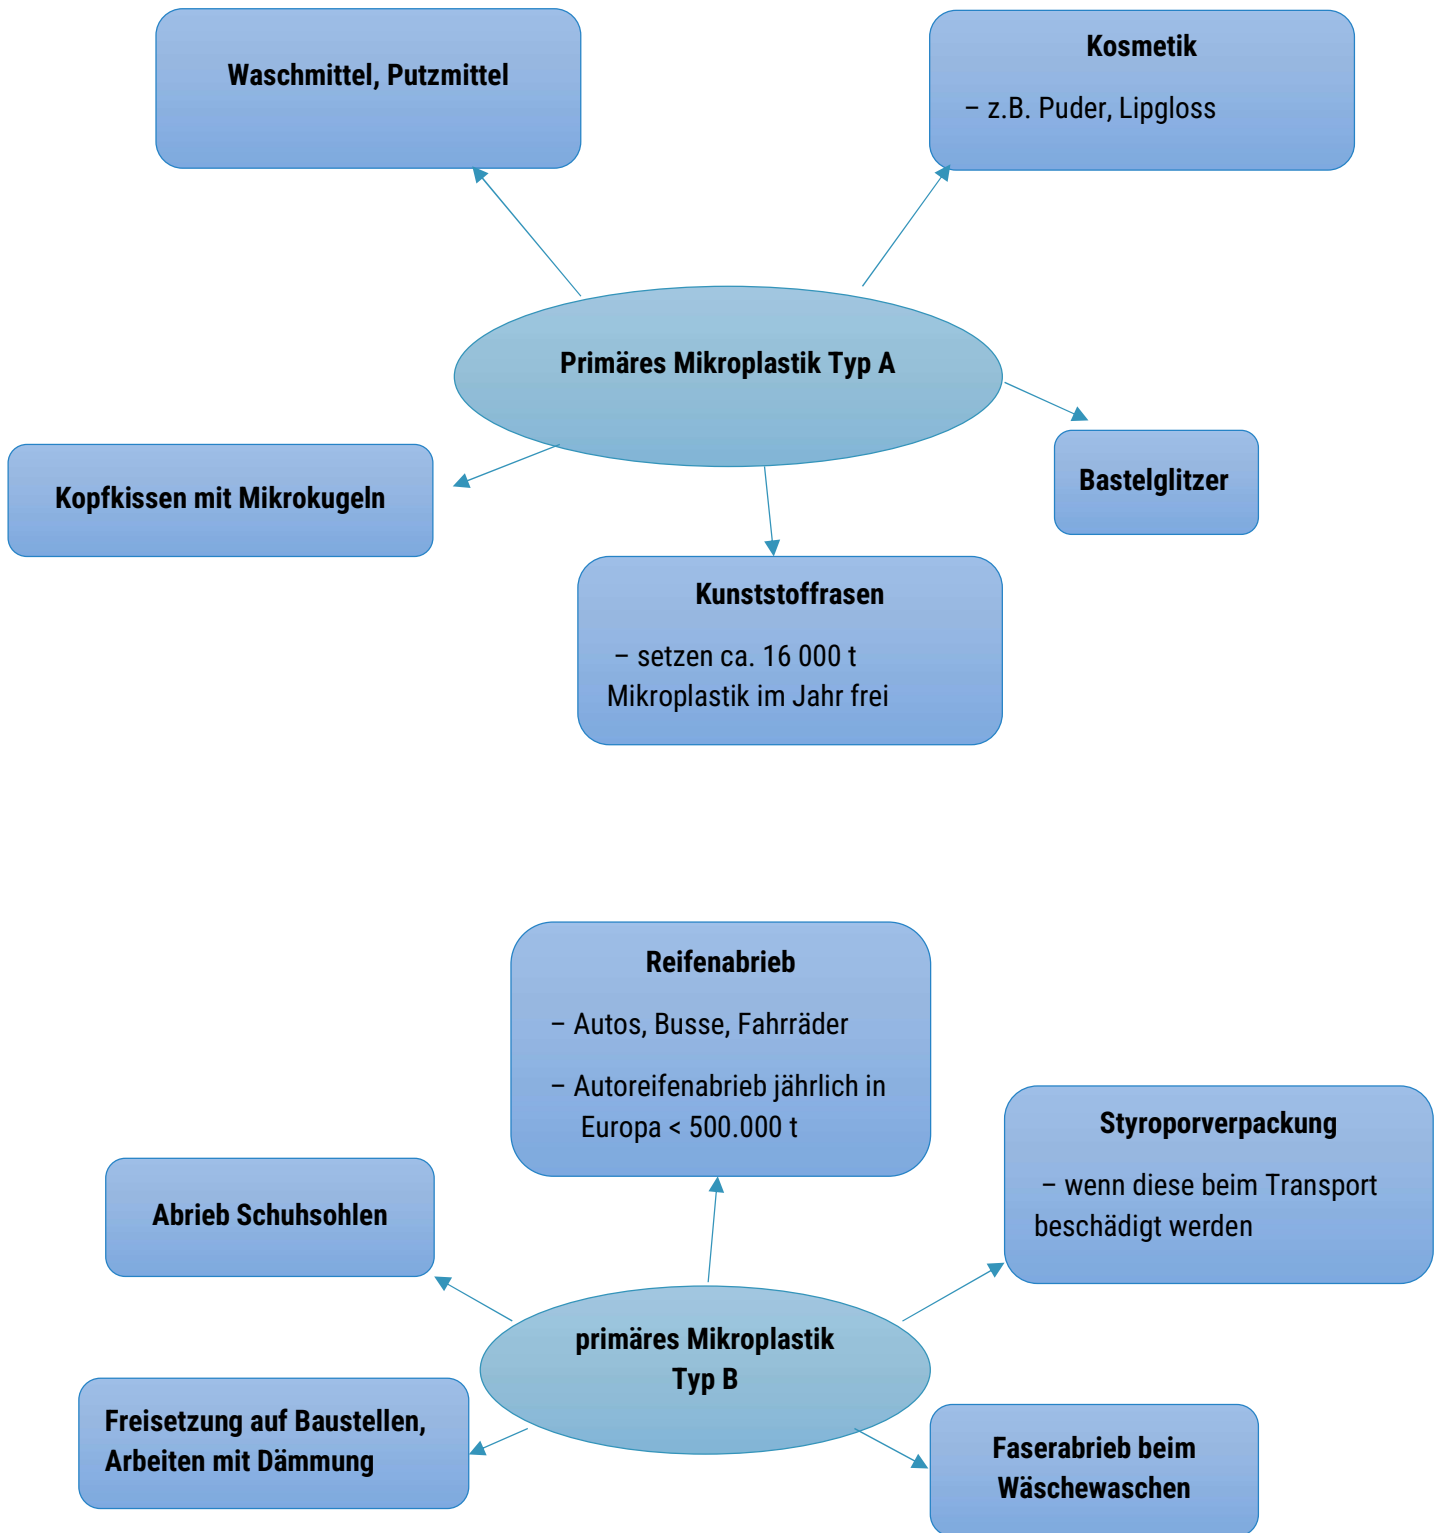 Waschmittel, Putzmittel
Kosmetik
– z.B. Puder, Lipgloss
Primäres Mikroplastik Typ A
Kopfkissen mit Mikrokugeln
Bastelglitzer
Kunststoffrasen
– setzen ca. 16 000 t
Mikroplastik im Jahr frei
Reifenabrieb
– Autos, Busse, Fahrräder
– Autoreifenabrieb jährlich in
Europa < 500.000 t
Styroporverpackung
– wenn diese beim Transport
beschädigt werden
Abrieb Schuhsohlen
primäres Mikroplastik
Typ B
Freisetzung auf Baustellen,
Arbeiten mit Dämmung
Faserabrieb beim
Wäschewaschen